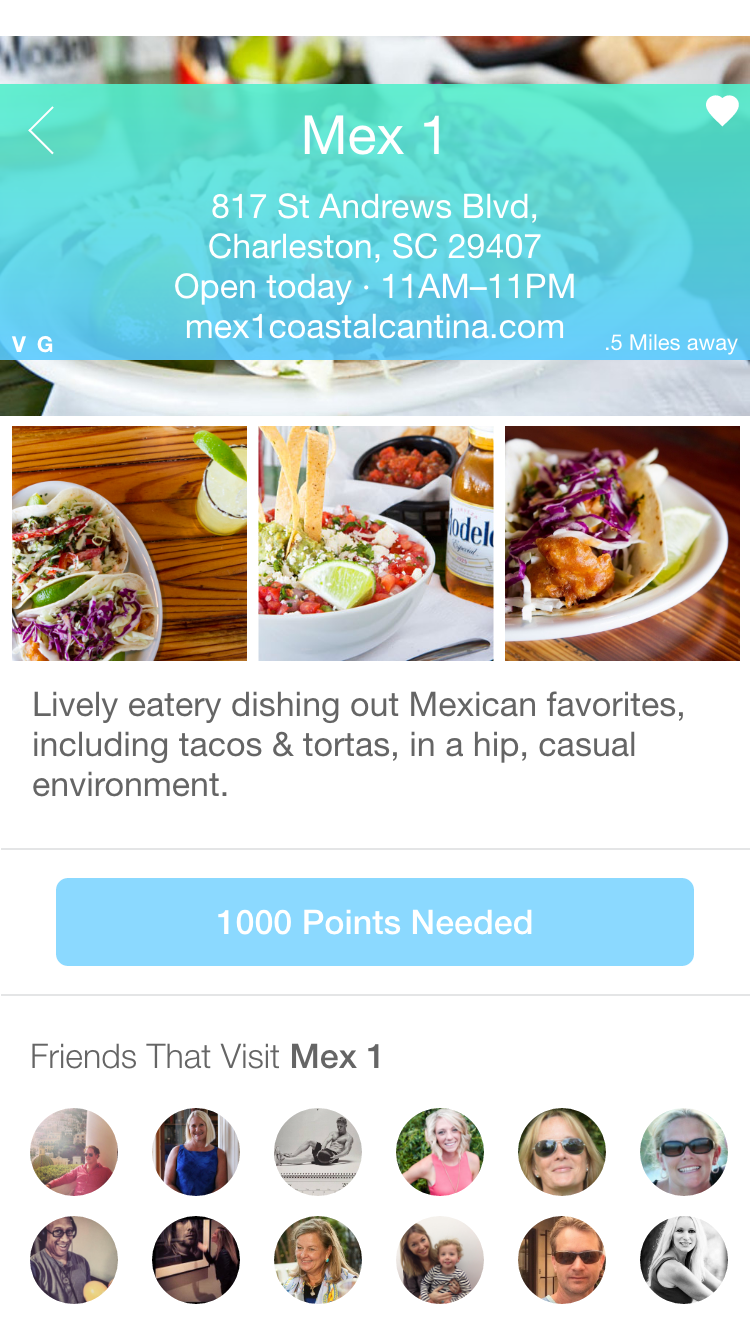 Mex 1
817 St Andrews Blvd,
Charleston, SC 29407
Open today · 11AM–11PM
mex1coastalcantina.com
V G
.5 Miles away
Modelo
Especial
Lively eatery dishing out Mexican favorites,
including tacos & tortas, in a hip, casual
environment.
1000 Points Needed
Friends That Visit Mex 1